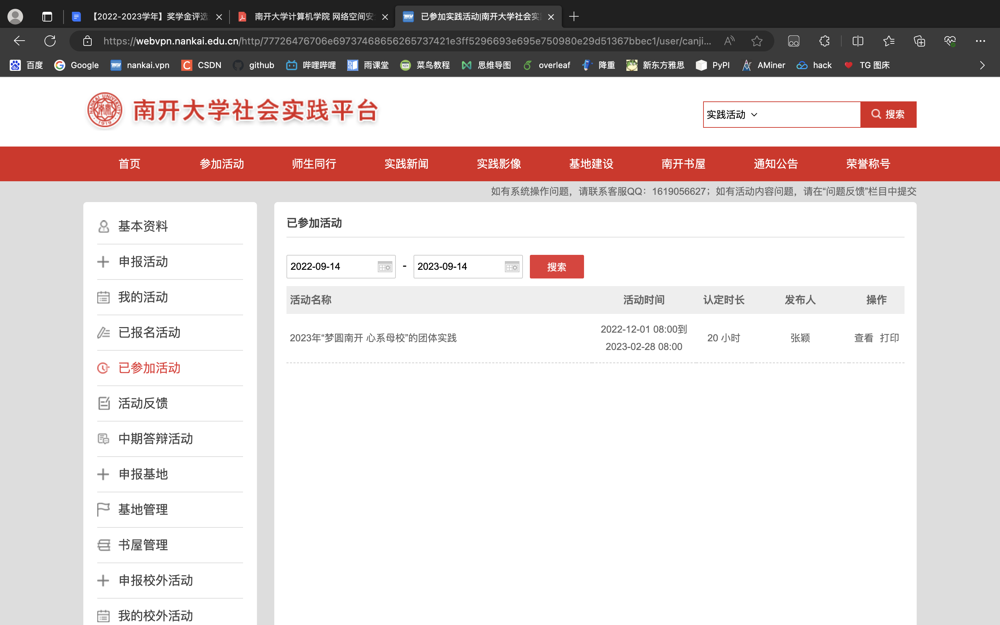 【2022-2023学年】奖学金评选
南开大学计算机学院 网络空间安
已参加实践活动|南开大学社会实
https://webvpn.nankai.edu.cn/http/77726476706e69737468656265737421e3ff5296693e695e750980e29d51367bbec1/user/canji...
百度
Google
nankai.vpn
CSDN
github
哔哩哔哩
雨课堂
菜鸟教程
思维导图
overleaf
降重
新东方雅思
PyPI
AMiner
hack
TG 图床
NANKAI UNIVERSITY
1919
南开大学社会实践平台
实践活动
搜索
首页
参加活动
师生同行
实践新闻
实践影像
基地建设
南开书屋
通知公告
荣誉称号
如有系统操作问题，请联系客服QQ：1619056627；如有活动内容问题，请在“问题反馈”栏目中提交
基本资料
申报活动
我的活动
已报名活动
已参加活动
活动反馈
中期答辩活动
申报基地
基地管理
书屋管理
申报校外活动
我的校外活动
已参加活动
2022-09-14 - 2023-09-14 搜索
活动名称 活动时间 认定时长 发布人 操作
2023年“梦圆南开 心系母校”的团体实践
2022-12-01 08:00到
2023-02-28 08:00
20 小时
张颖
查看 打印